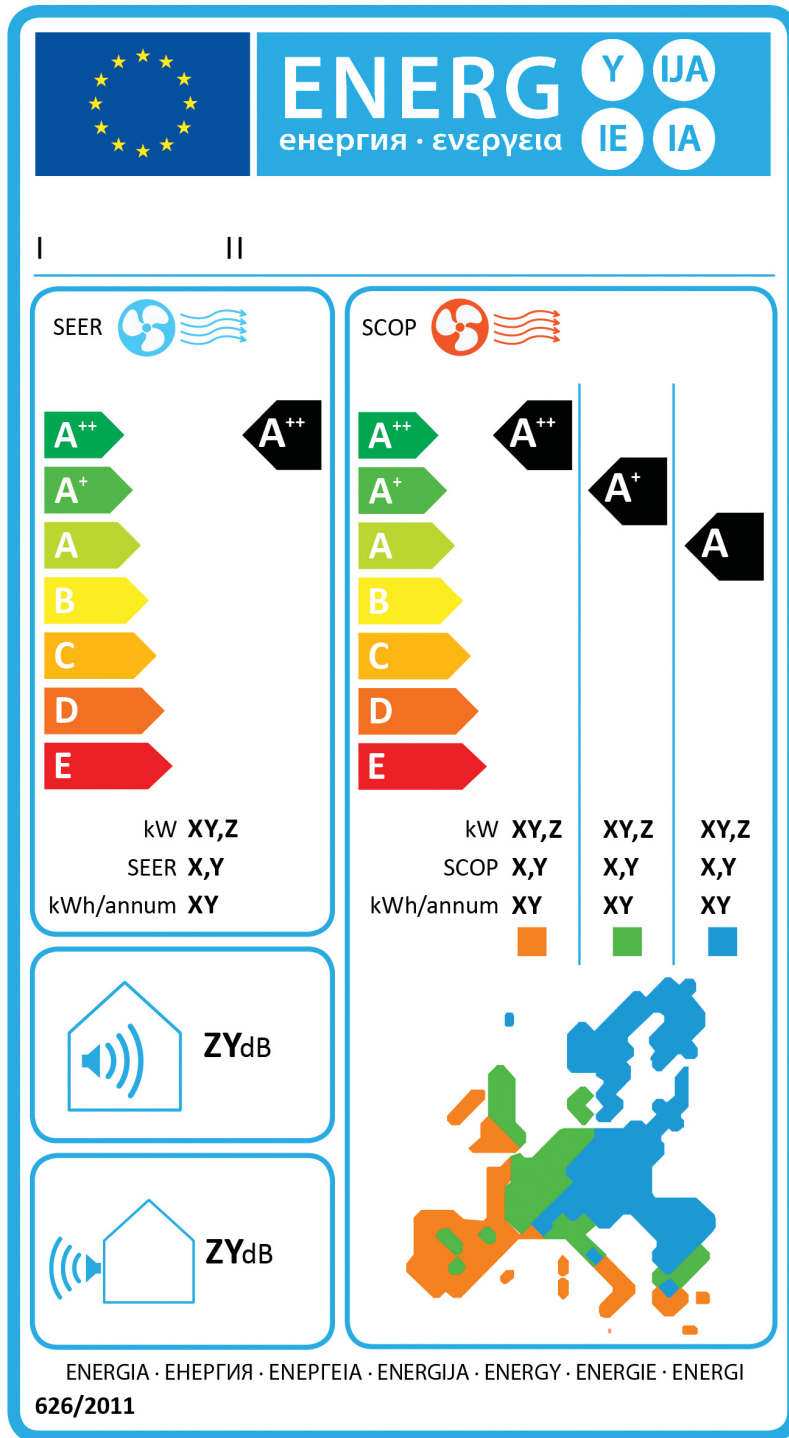 ENERG Y IJA
енергия · ενεργεια IE IA
I II
SEER
A++ A++
A+
A
B
C
D
E
kW XY,Z
SEER X,Y
kWh/annum XY
SCOP
A++ A++
A+ A+
A A
B
C
D
E
kW XY,Z XY,Z XY,Z
SCOP X,Y X,Y X,Y
kWh/annum XY XY XY
ZYdB
ZYdB
ENERGIA · ЕНЕРГИЯ · ΕΝΕΡΓΕΙΑ · ENERGIJA · ENERGY · ENERGIE · ENERGI
626/2011